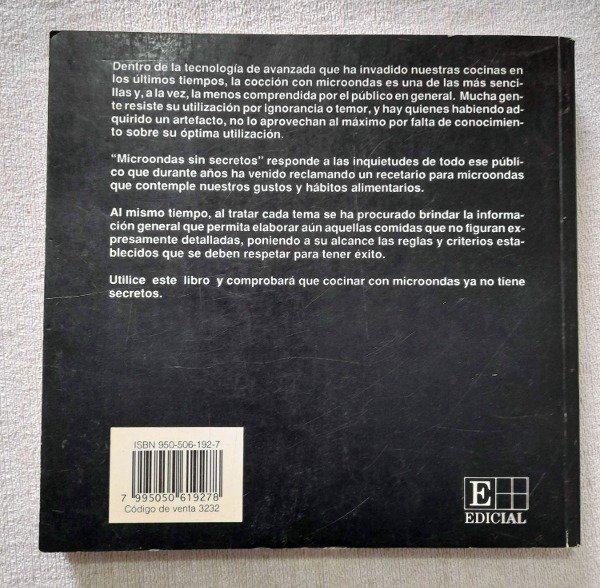 Dentro de la tecnología de avanzada que ha invadido nuestras cocinas en
los últimos tiempos, la cocción con microondas es una de las más senci-
llas y, a la vez, la menos comprendida por el público en general. Mucha gen-
te resiste su utilización por ignorancia o temor, y hay quienes habiendo ad-
quirido un artefacto, no lo aprovechan al máximo por falta de conocimien-
to sobre su óptima utilización.
"Microondas sin secretos" responde a las inquietudes de todo ese públi-
co que durante años ha venido reclamando un recetario para microondas
que contemple nuestros gustos y hábitos alimentarios.
Al mismo tiempo, al tratar cada tema se ha procurado brindar la informa-
ción general que permita elaborar aún aquellas comidas que no figuran ex-
presamente detalladas, poniendo a su alcance las reglas y criterios esta-
blecidos que se deben respetar para tener éxito.
Utilice este libro y comprobará que cocinar con microondas ya no tiene
secretos.
ISBN 950-506-192-7
7 995050 619278
Código de venta 3232
E
EDICIAL